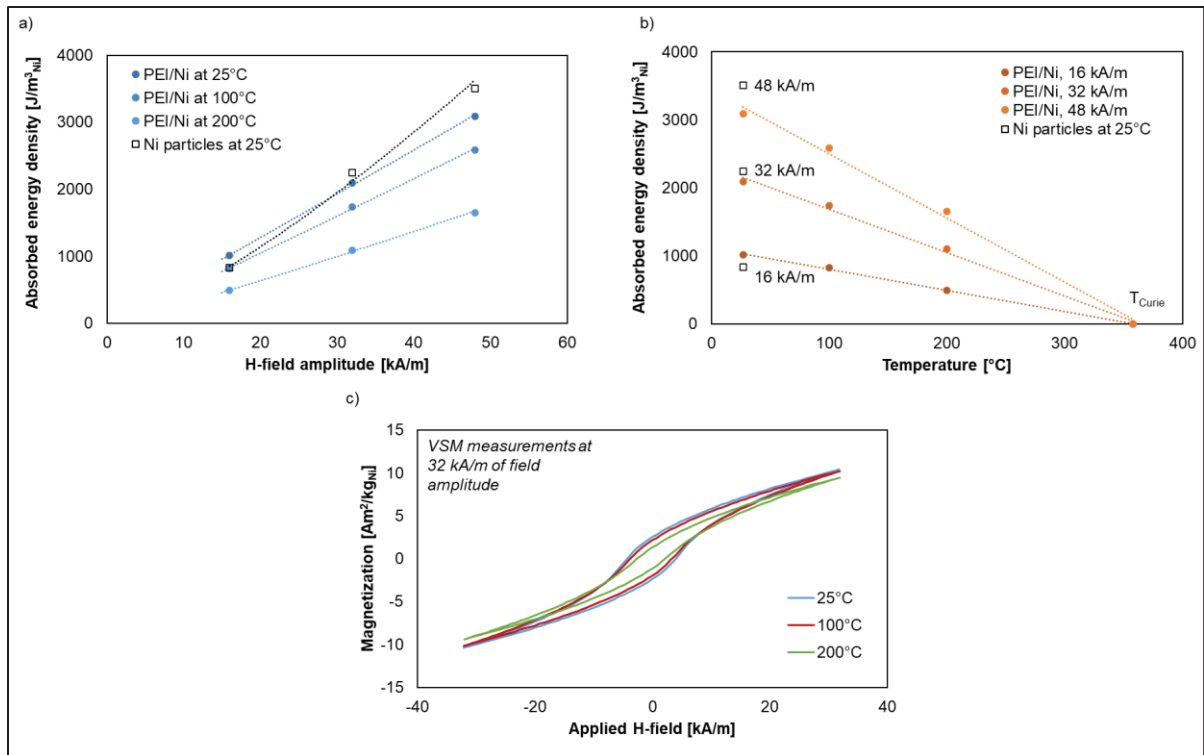 a)
4000
3000
2000
1000
0
Absorbed energy density [J/m³Ni]
PEI/Ni at 25°C
PEI/Ni at 100°C
PEI/Ni at 200°C
Ni particles at 25°C
0 10 20 30 40 50 60
H-field amplitude [kA/m]
b)
4000
3000
2000
1000
0
Absorbed energy density [J/m³Ni]
PEI/Ni, 16 kA/m
PEI/Ni, 32 kA/m
PEI/Ni, 48 kA/m
Ni particles at 25°C
48 kA/m
32 kA/m
16 kA/m
TCurie
0 100 200 300 400
Temperature [°C]
c)
15
10
5
0
-5
-10
-15
Magnetization [Am²/kgNi]
VSM measurements at
32 kA/m of field
amplitude
25°C
100°C
200°C
-40 -20 0 20 40
Applied H-field [kA/m]